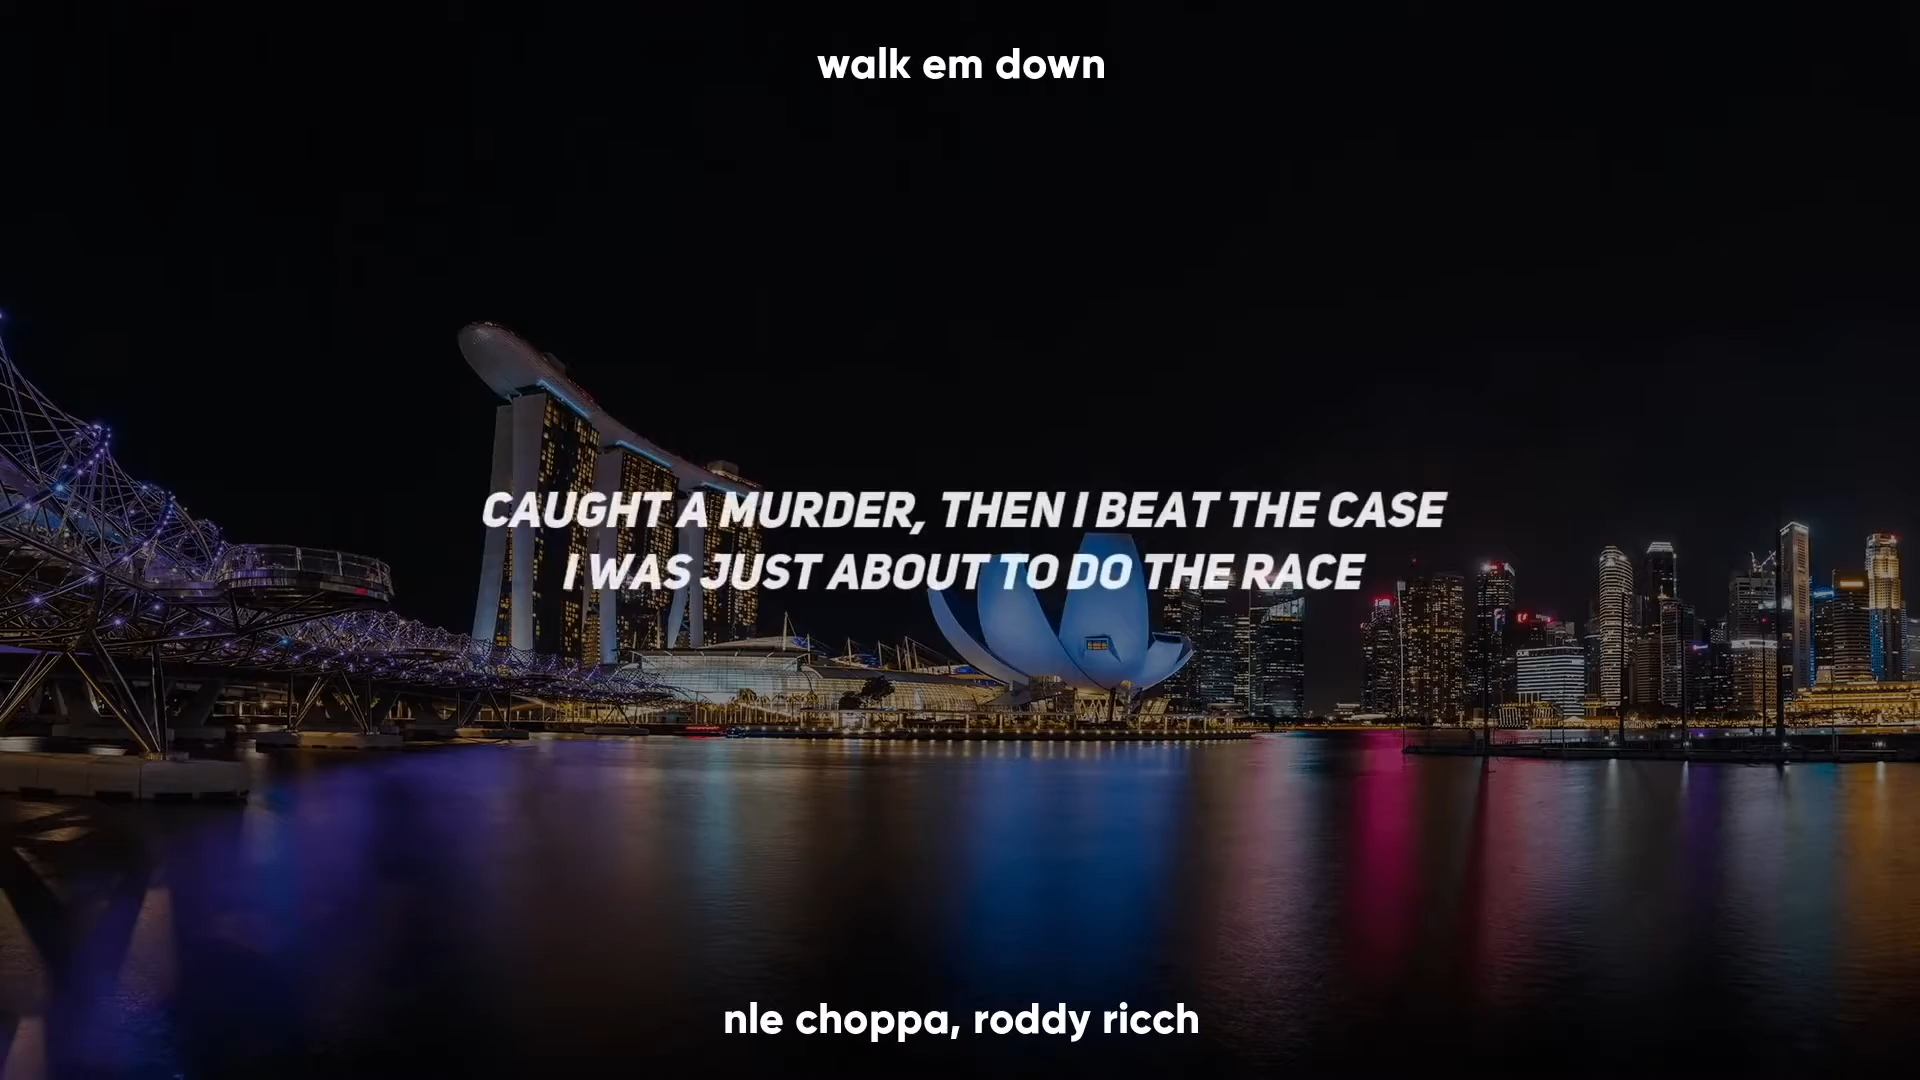 walk em down
CAUGHT A MURDER, THEN I BEAT THE CASE
I WAS JUST ABOUT TO DO THE RACE
nle choppa, roddy ricch